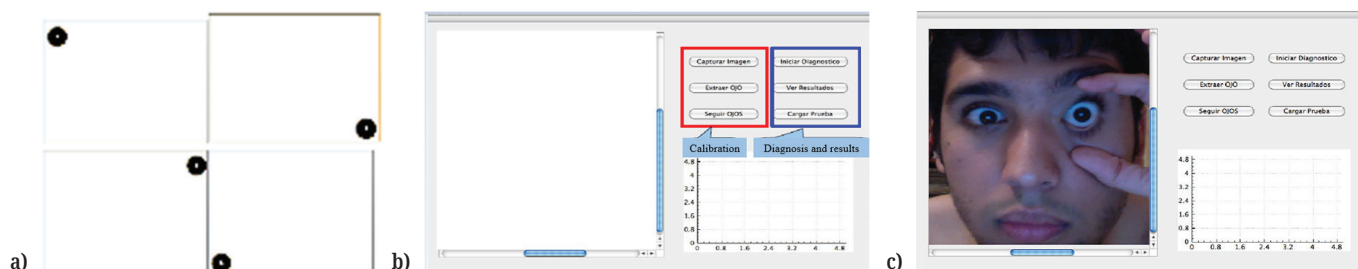 a)
b)
Capturar Imagen
Iniciar Diagnostico
Extraer OJO
Ver Resultados
Seguir OJOS
Cargar Prueba
Calibration
Diagnosis and results
4.8
4
3.2
2.4
1.6
0.8
0 0.8 1.6 2.4 3.2 4 4.8
c)
Capturar Imagen
Iniciar Diagnostico
Extraer OJO
Ver Resultados
Seguir OJOS
Cargar Prueba
4.8
4
3.2
2.4
1.6
0.8
0 0.8 1.6 2.4 3.2 4 4.8